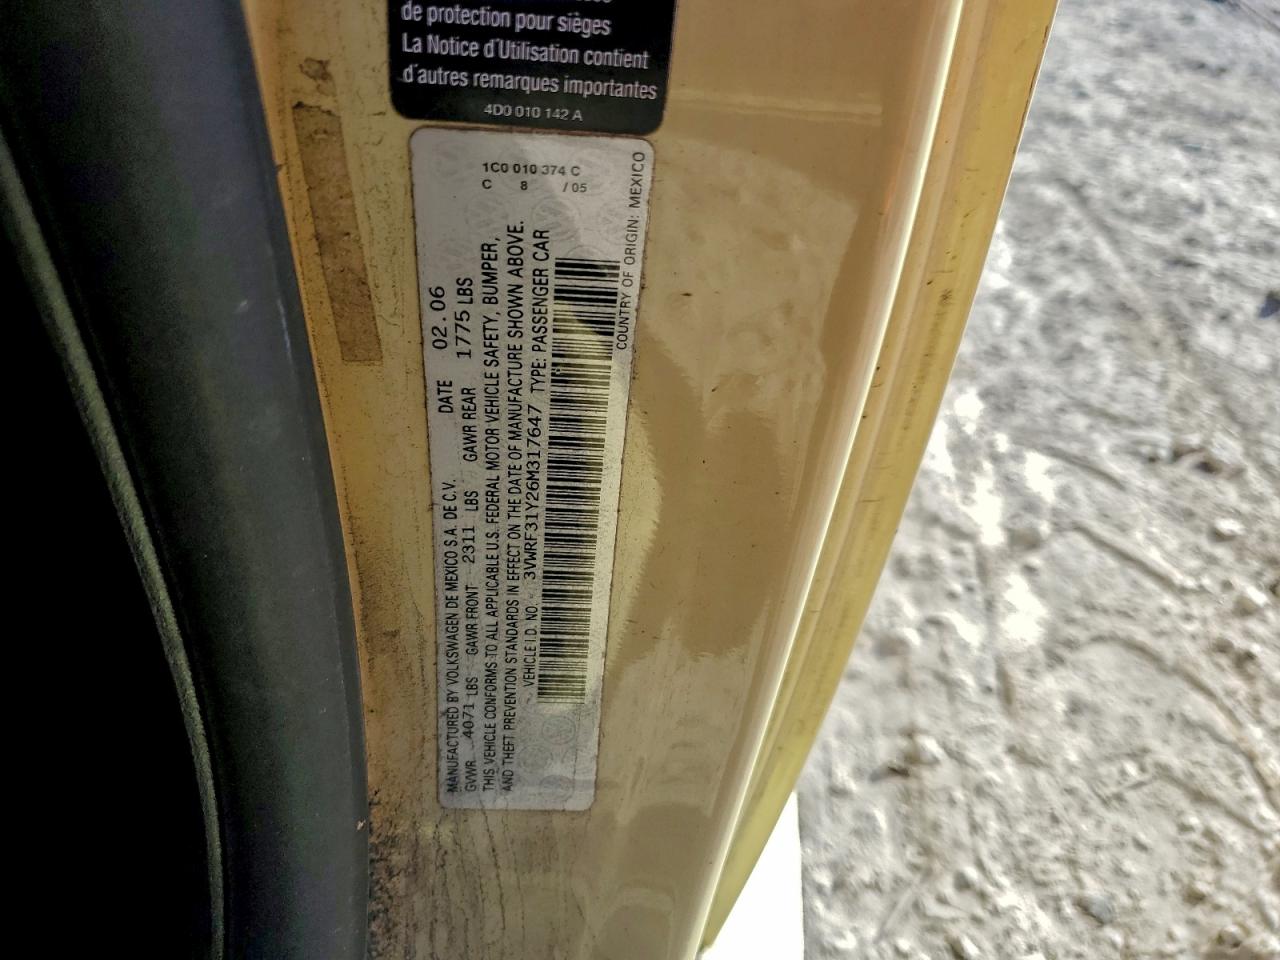 de protection pour sièges
La Notice d'Utilisation contient
d'autres remarques importantes
4D0 010 142 A
1C0 010 374 C
C 8 / 05
MANUFACTURED BY VOLKSWAGEN DE MEXICO S.A. DE C.V. DATE 02.06
GVWR 4071 LBS GAWR FRONT 2311 LBS GAWR REAR 1775 LBS
THIS VEHICLE CONFORMS TO ALL APPLICABLE U.S. FEDERAL MOTOR VEHICLE SAFETY, BUMPER,
AND THEFT PREVENTION STANDARDS IN EFFECT ON THE DATE OF MANUFACTURE SHOWN ABOVE.
VEHICLE I.D. NO. 3VWRF31Y26M317647 TYPE: PASSENGER CAR
COUNTRY OF ORIGIN: MEXICO